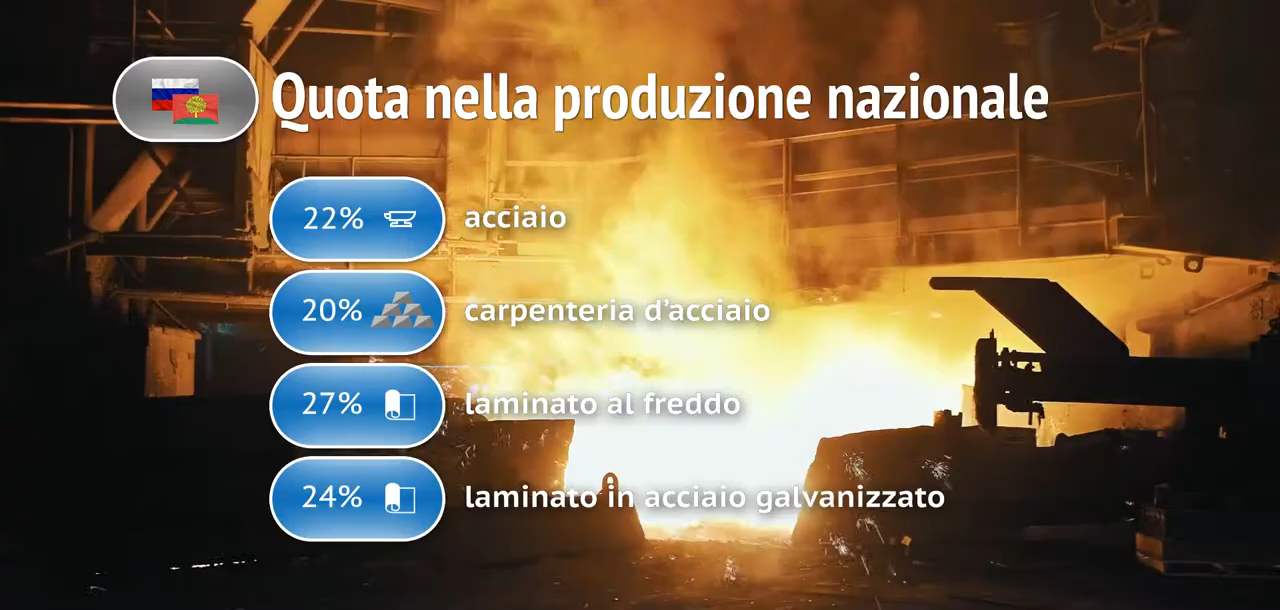 Quota nella produzione nazionale
22% acciaio
20% carpenteria d’acciaio
27% laminato al freddo
24% laminato in acciaio galvanizzato